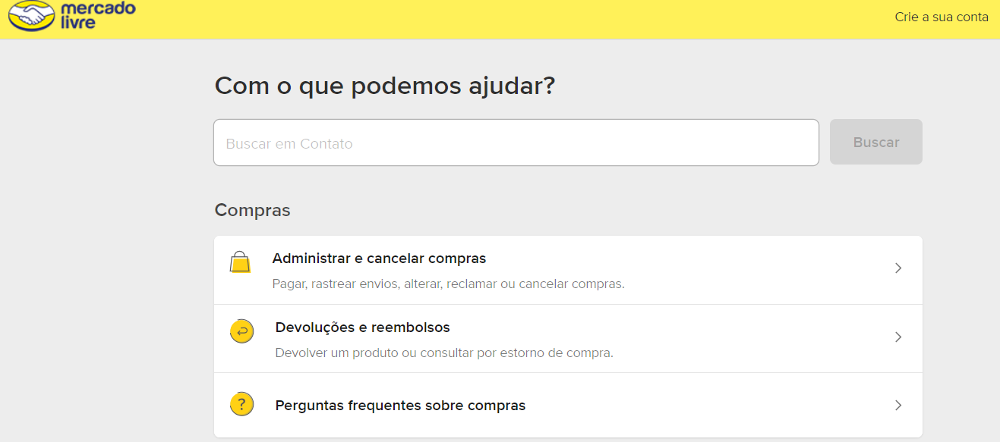 mercado
livre
Crie a sua conta
Com o que podemos ajudar?
Buscar em Contato
Buscar
Compras
Administrar e cancelar compras
Pagar, rastrear envios, alterar, reclamar ou cancelar compras.
Devoluções e reembolsos
Devolver um produto ou consultar por estorno de compra.
?
Perguntas frequentes sobre compras